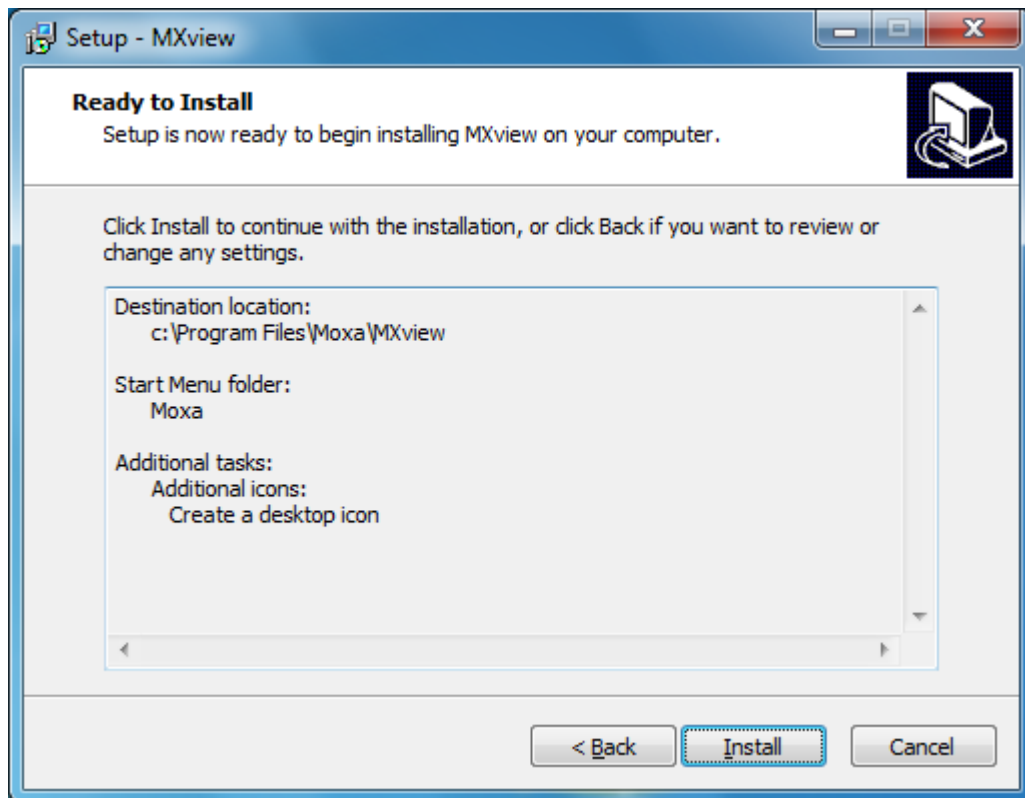 Setup - MXview
Ready to Install
Setup is now ready to begin installing MXview on your computer.
Click Install to continue with the installation, or click Back if you want to review or
change any settings.
Destination location:
c:\Program Files\Moxa\MXview
Start Menu folder:
Moxa
Additional tasks:
Additional icons:
Create a desktop icon
< Back
Install
Cancel